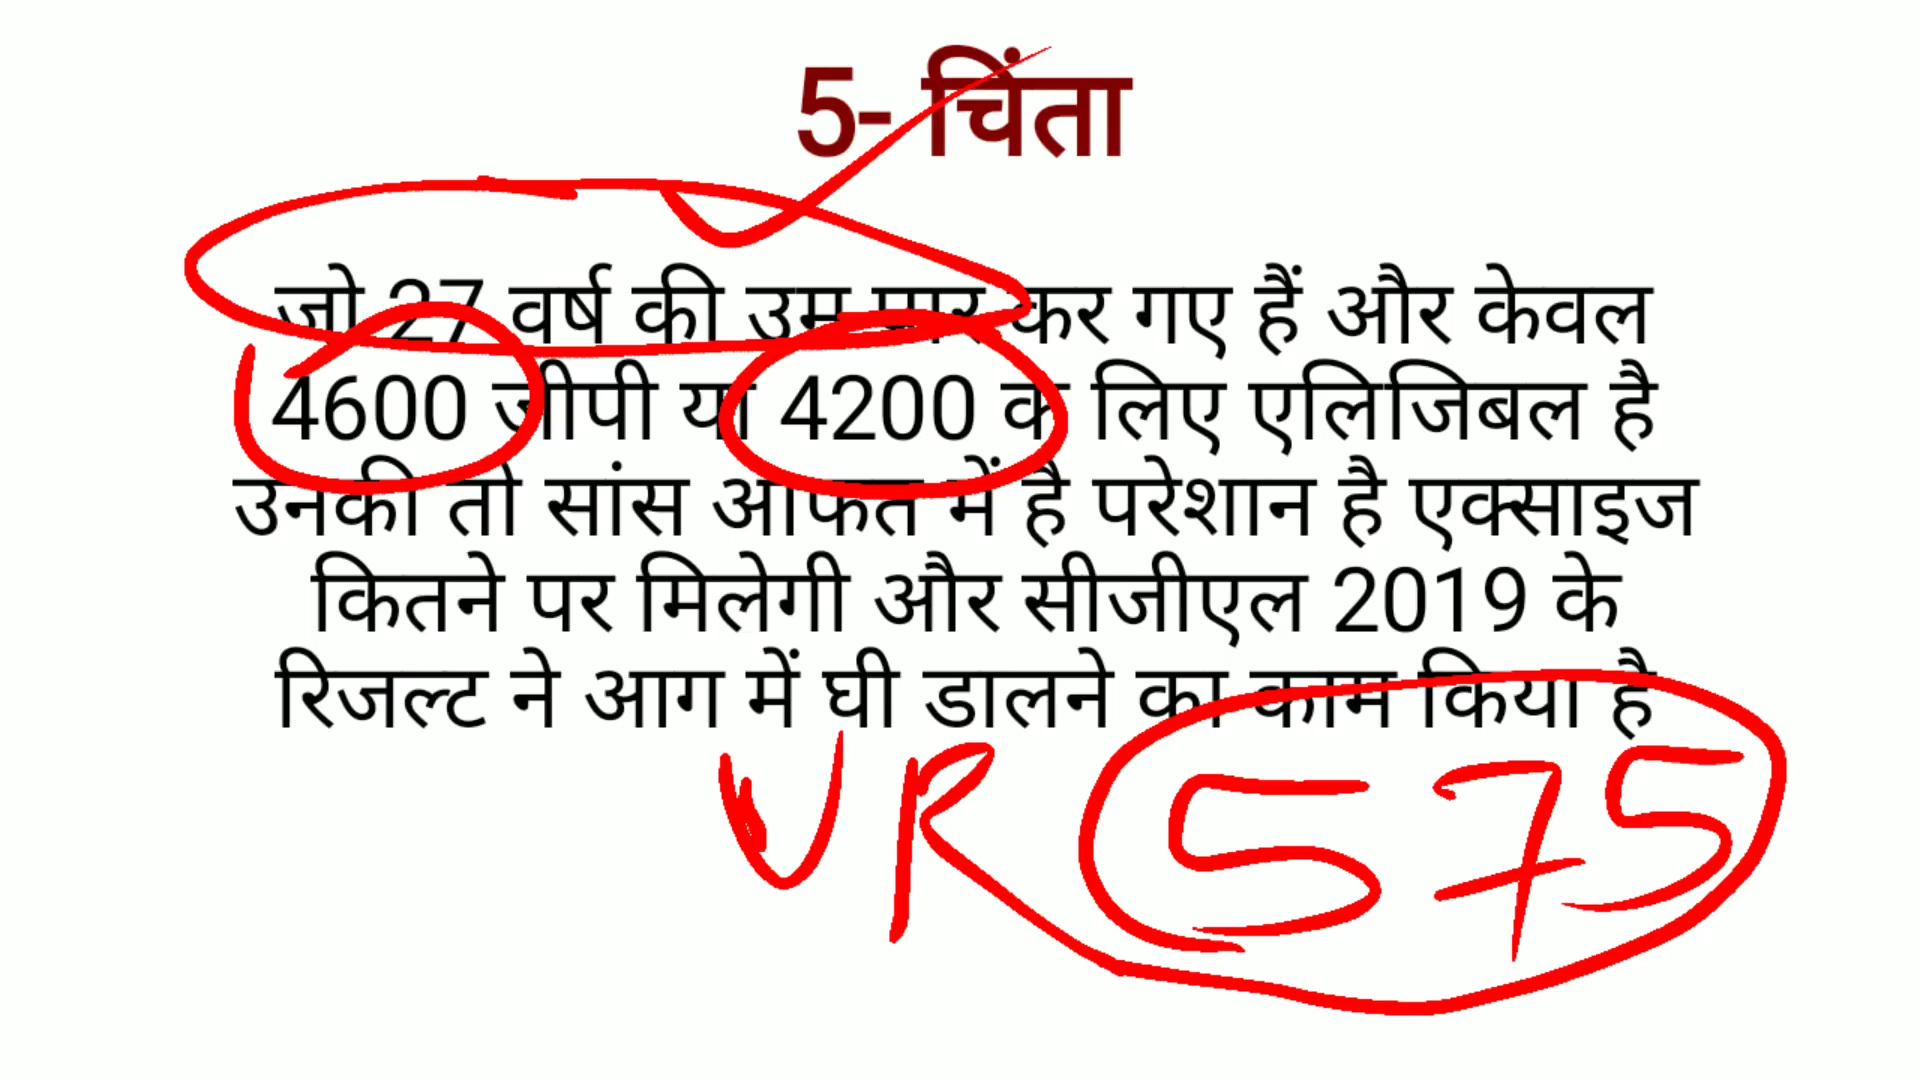 5- चिंता
जो 27 वर्ष की उम्र पार कर गए हैं और केवल
4600 जीपी या 4200 के लिए एलिजिबल है
उनकी तो सांस आफत में है परेशान है एक्साइज
कितने पर मिलेगी और सीजीएल 2019 के
रिजल्ट ने आग में घी डालने का काम किया है
UR 575